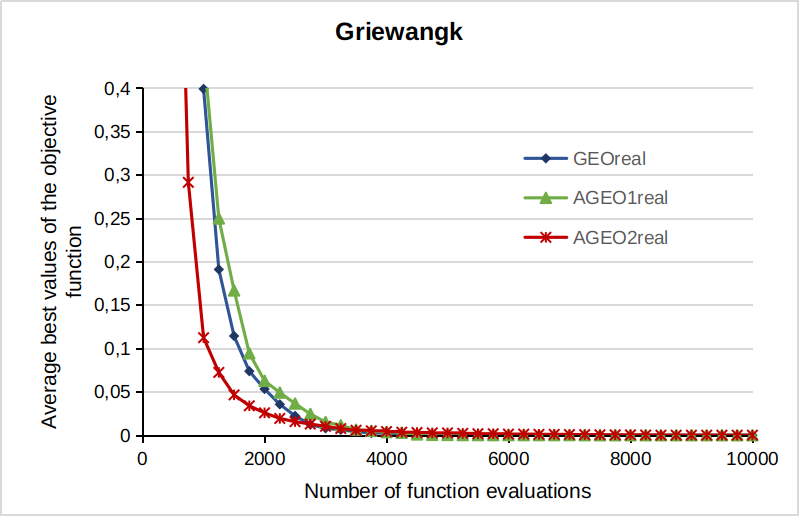 Griewangk
Average best values of the objective
function
0,4
0,35
0,3
0,25
0,2
0,15
0,1
0,05
0
GEOreal
AGEO1real
AGEO2real
0 2000 4000 6000 8000 10000
Number of function evaluations